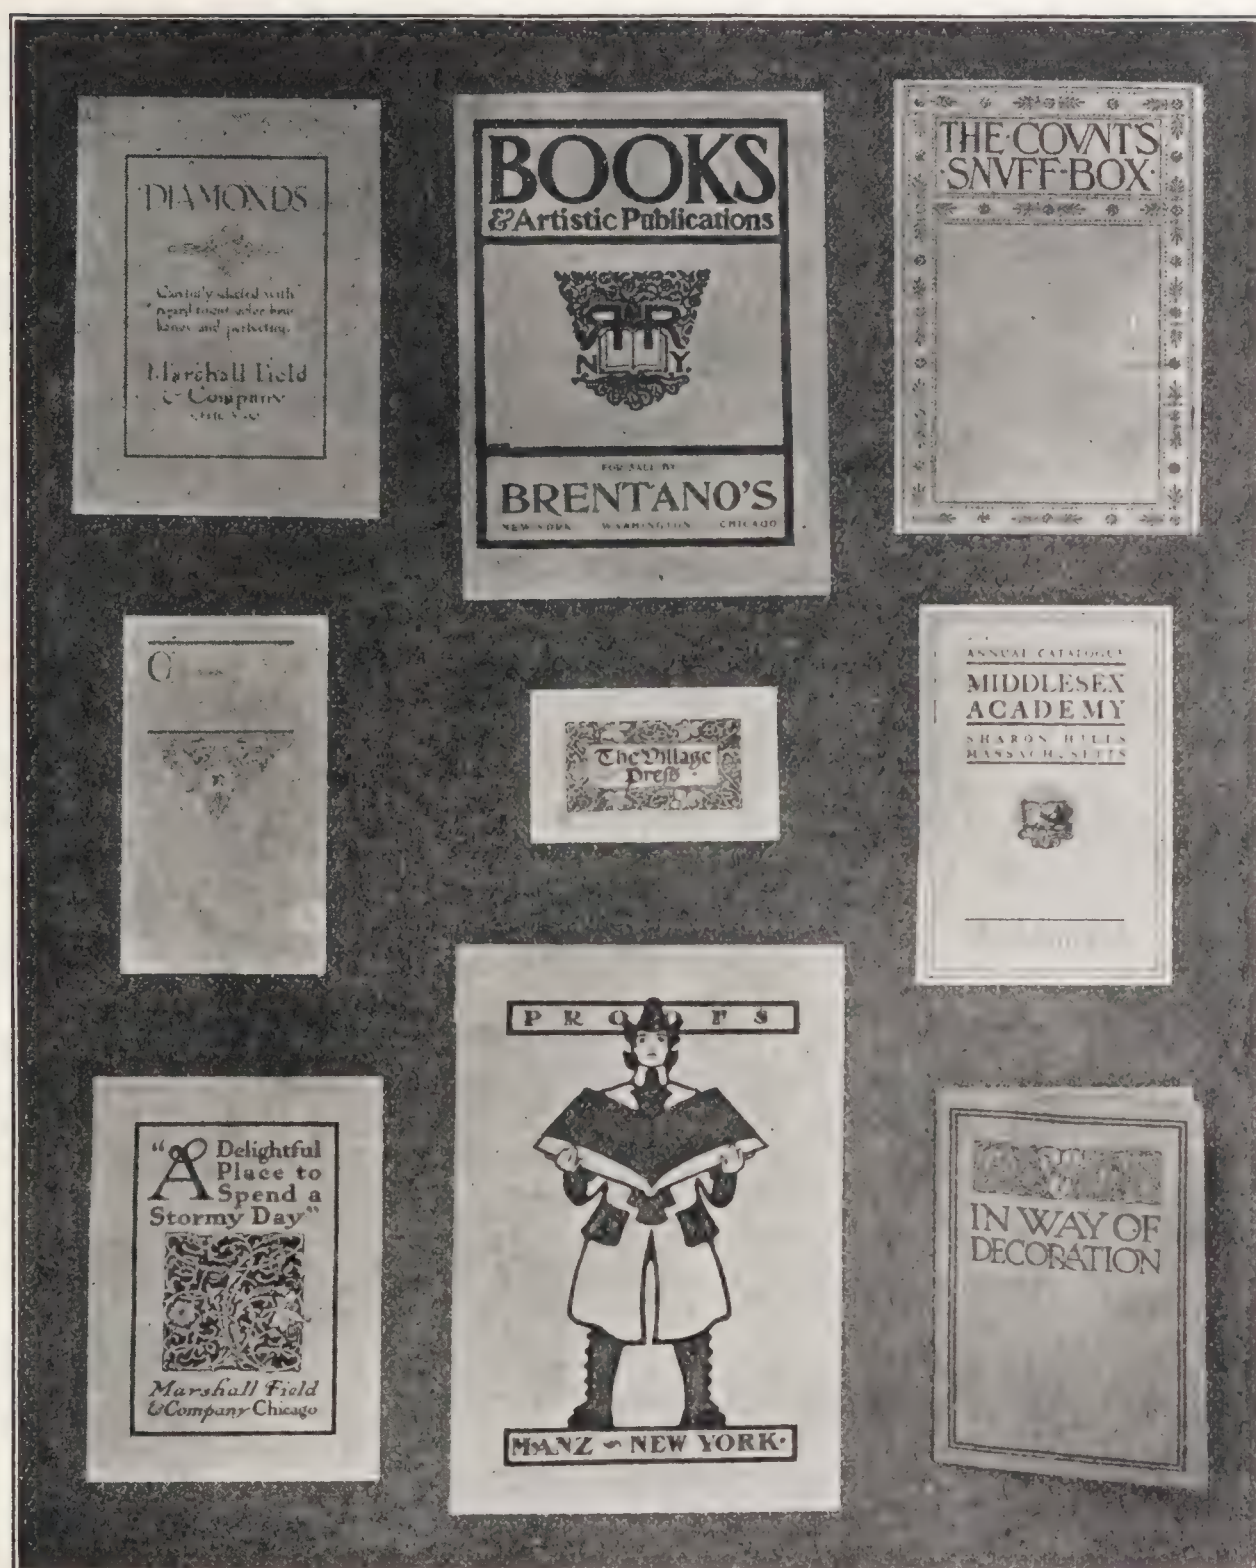 DIAMONDS
Marshall Field
& Company
BOOKS
& Artistic Publications
N Y
FOR SALE BY
BRENTANO'S
NEW YORK WASHINGTON CHICAGO
THE COVNTS
·SNVFF·BOX·
The Village
Press
ANNUAL CATALOGUE
MIDDLESEX
ACADEMY
SHARON HILLS
MASSACHUSETTS
"A Delightful
Place to
Spend a
Stormy Day"
Marshall Field
& Company Chicago
PROOFS
MANZ ~ NEW YORK·
IN WAY OF
DECORATION